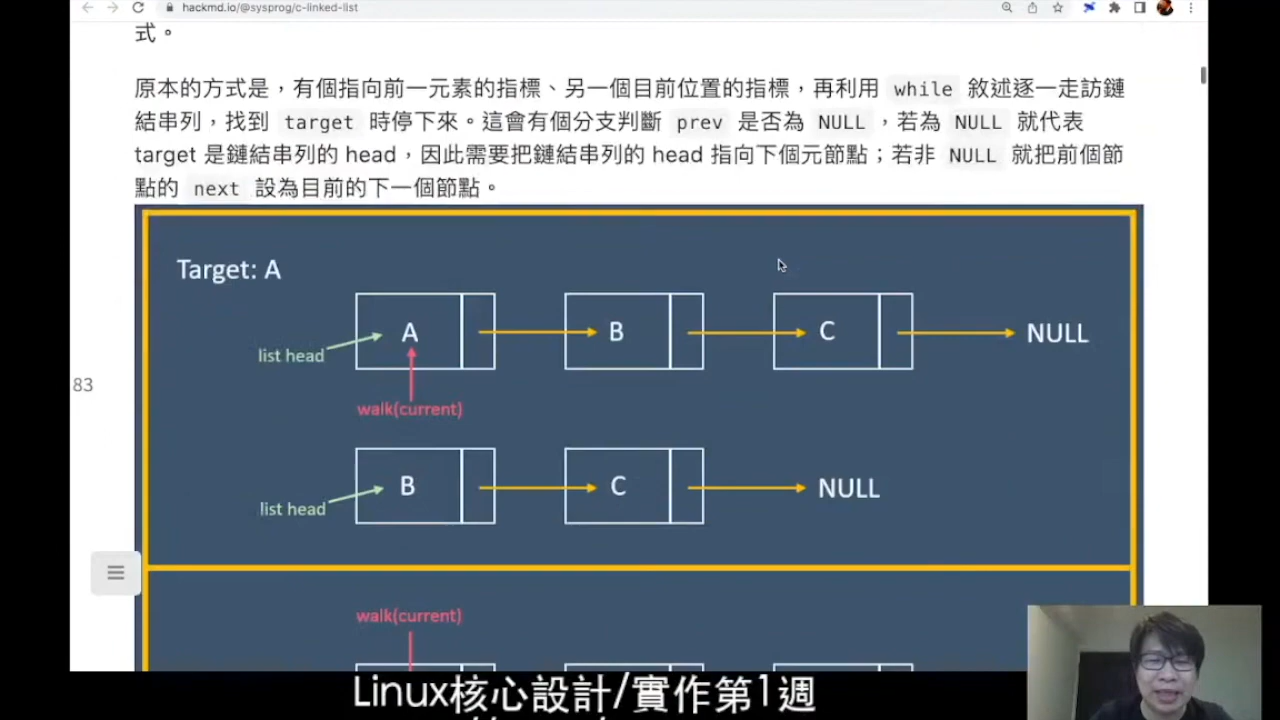 hackmd.io/@sysprog/c-linked-list
式。
原本的方式是，有個指向前一元素的指標、另一個目前位置的指標，再利用 while 敘述逐一走訪鏈
結串列，找到 target 時停下來。這會有個分支判斷 prev 是否為 NULL ，若為 NULL 就代表
target 是鏈結串列的 head，因此需要把鏈結串列的 head 指向下個元節點；若非 NULL 就把前個節
點的 next 設為目前的下一個節點。
Target: A
A B C NULL
list head
83
walk(current)
B C NULL
list head
walk(current)
Linux核心設計/實作第1週